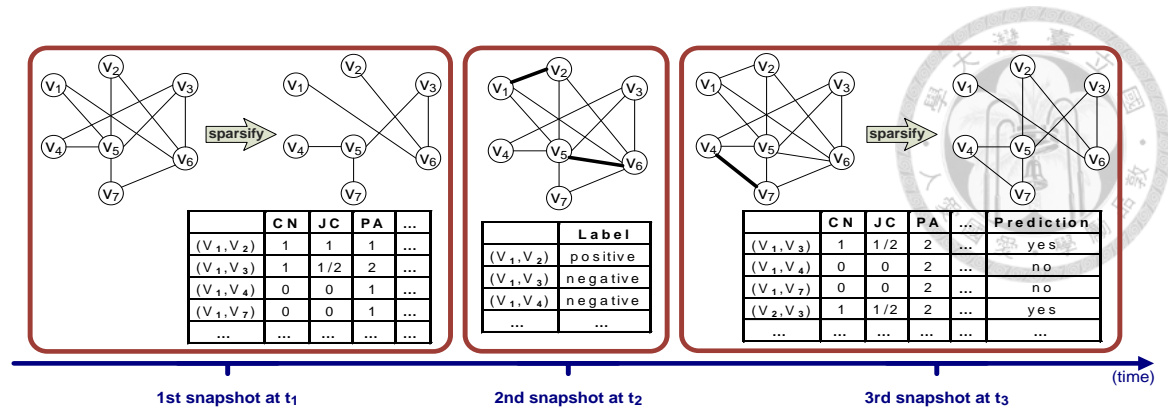 V1 V2 V3 V4 V5 V6 V7
sparsify
V1 V2 V3 V4 V5 V6 V7
CN JC PA ...
(V1,V2) 1 1 1 ...
(V1,V3) 1 1/2 2 ...
(V1,V4) 0 0 1 ...
(V1,V7) 0 0 1 ...
... ... ... ... ...
V1 V2 V3 V4 V5 V6 V7
Label
(V1,V2) positive
(V1,V3) negative
(V1,V4) negative
... ...
V1 V2 V3 V4 V5 V6 V7
sparsify
V1 V2 V3 V4 V5 V6 V7
CN JC PA ... Prediction
(V1,V3) 1 1/2 2 ... yes
(V1,V4) 0 0 2 ... no
(V1,V7) 0 0 2 ... no
(V2,V3) 1 1/2 2 ... yes
... ... ... ... ... ...
(time)
1st snapshot at t1
2nd snapshot at t2
3rd snapshot at t3
大灣臺立國